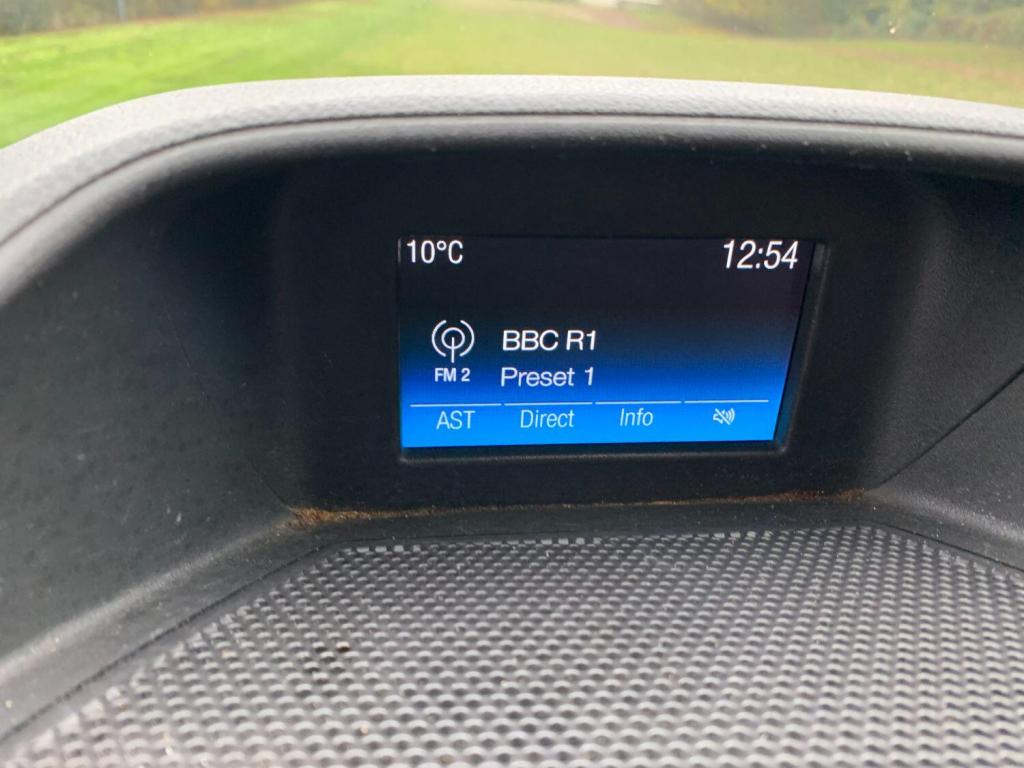 10°C 12:54
BBC R1
FM 2 Preset 1
AST Direct Info